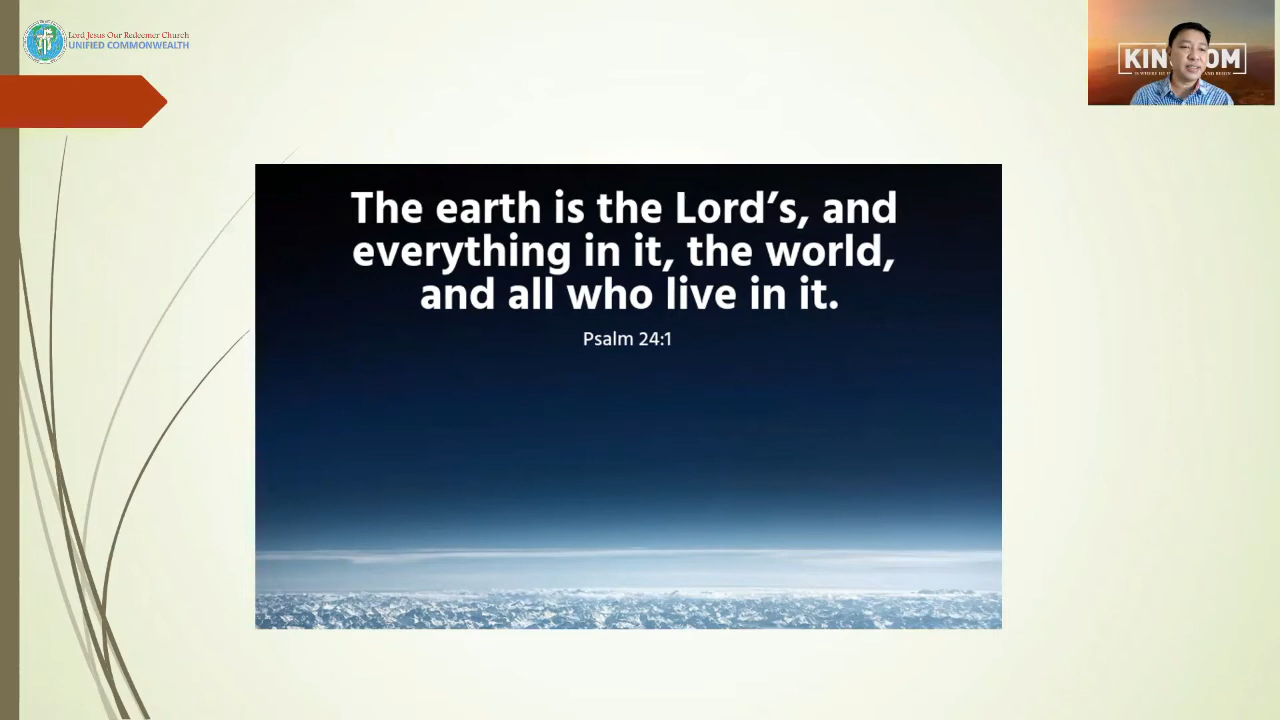 Lord Jesus Our Redeemer Church
UNIFIED COMMONWEALTH
The earth is the Lord’s, and
everything in it, the world,
and all who live in it.
Psalm 24:1